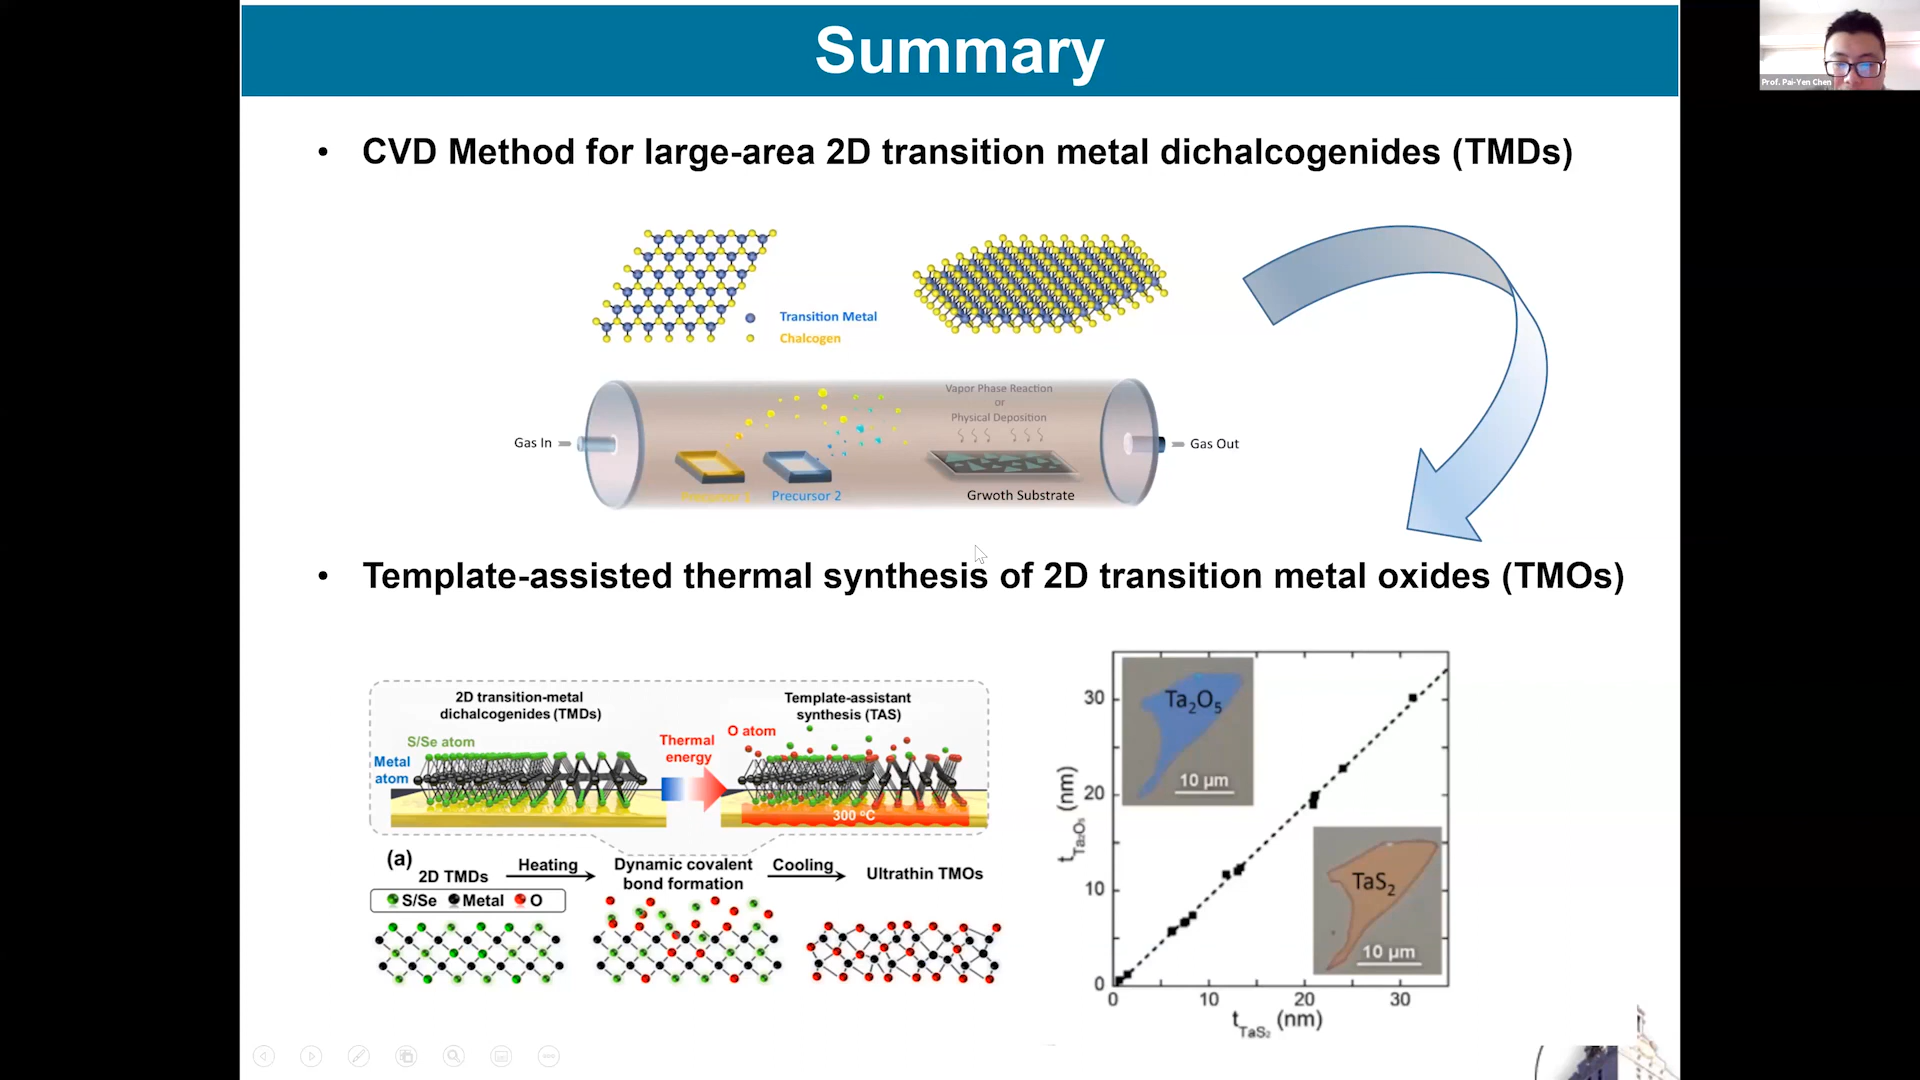 Summary
Prof. Pai-Yen Chen
• CVD Method for large-area 2D transition metal dichalcogenides (TMDs)
Transition Metal
Chalcogen
Vapor Phase Reaction
or
Physical Deposition
Gas In
Gas Out
Precursor 1
Precursor 2
Grwoth Substrate
• Template-assisted thermal synthesis of 2D transition metal oxides (TMOs)
2D transition-metal
dichalcogenides (TMDs)
Template-assistant
synthesis (TAS)
S/Se atom
Metal
atom
Thermal
energy
O atom
300 °C
(a)
2D TMDs
Heating
Dynamic covalent
bond formation
Cooling
Ultrathin TMOs
S/Se Metal O
30
20
10
0
t_Ta₂O₅ (nm)
Ta₂O₅
10 μm
TaS₂
10 μm
0 10 20 30
t_TaS₂ (nm)